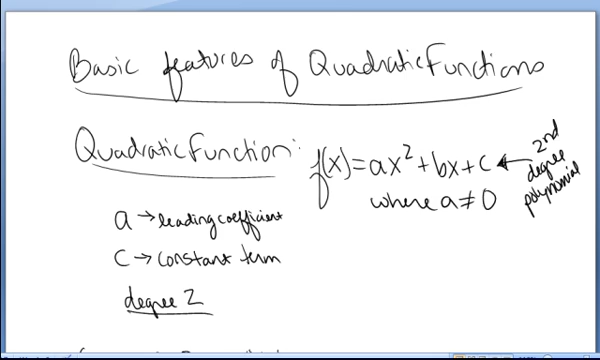 Basic features of Quadratic Functions
Quadratic Function: f(x)=ax²+bx+c ← 2nd degree polynomial
where a≠0
a → leading coefficient
c → constant term
degree 2